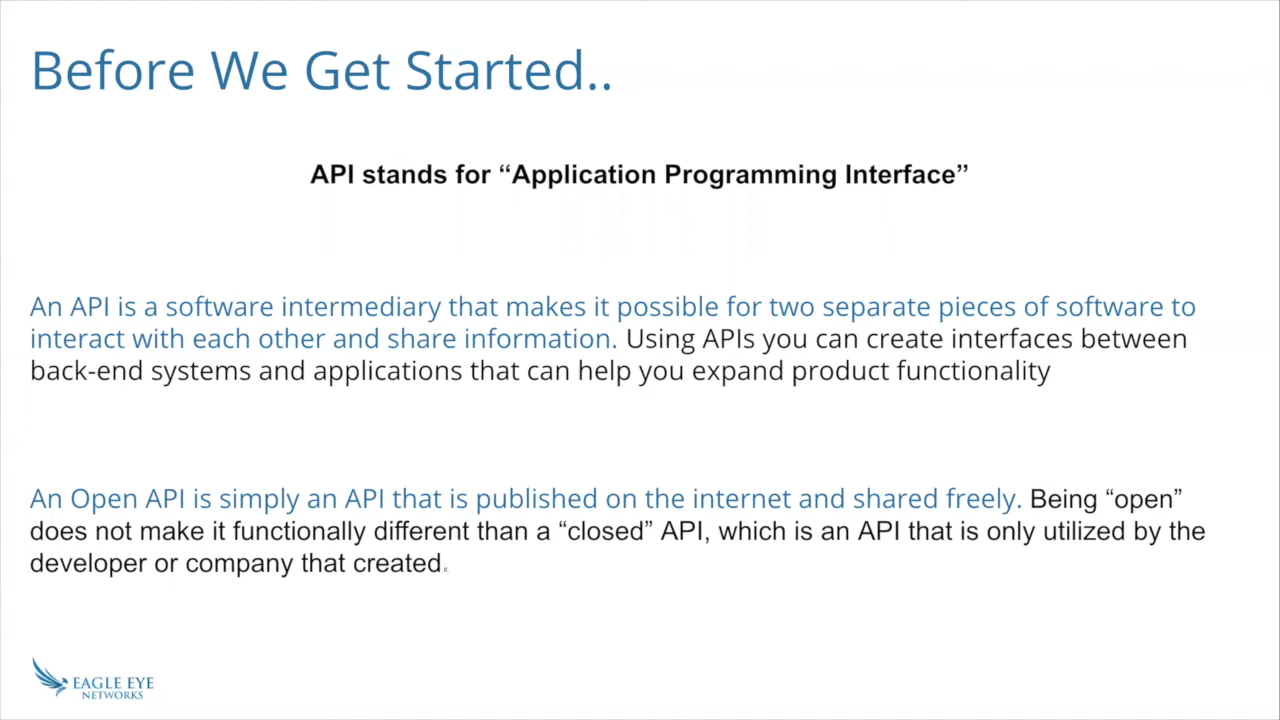 Before We Get Started..
API stands for “Application Programming Interface”
An API is a software intermediary that makes it possible for two separate pieces of software to
interact with each other and share information. Using APIs you can create interfaces between
back-end systems and applications that can help you expand product functionality
An Open API is simply an API that is published on the internet and shared freely. Being “open”
does not make it functionally different than a “closed” API, which is an API that is only utilized by the
developer or company that created it.
EAGLE EYE
NETWORKS